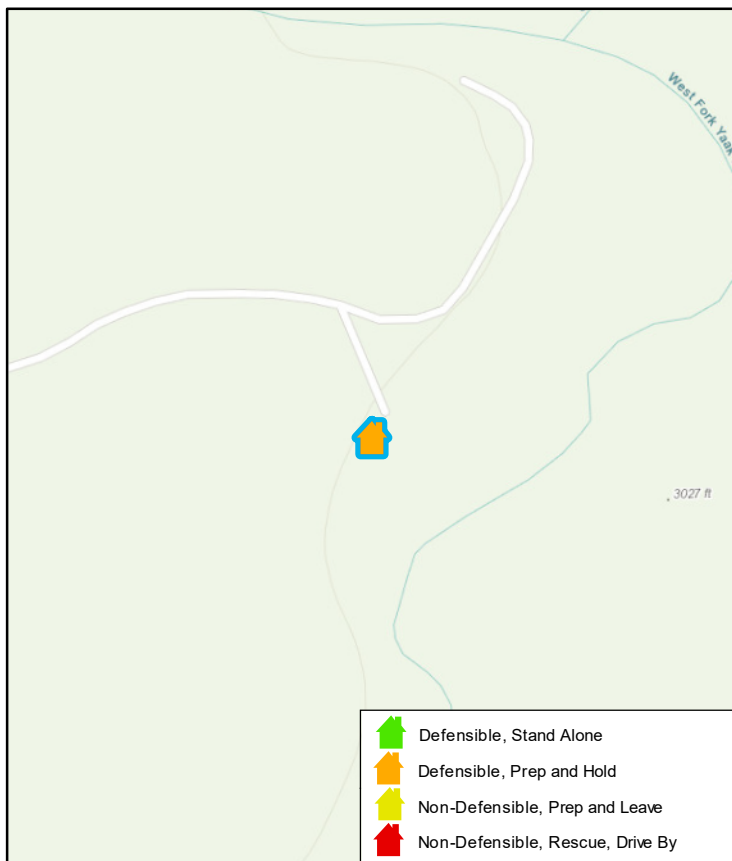 West Fork Yaak
3027 ft
Defensible, Stand Alone
Defensible, Prep and Hold
Non-Defensible, Prep and Leave
Non-Defensible, Rescue, Drive By